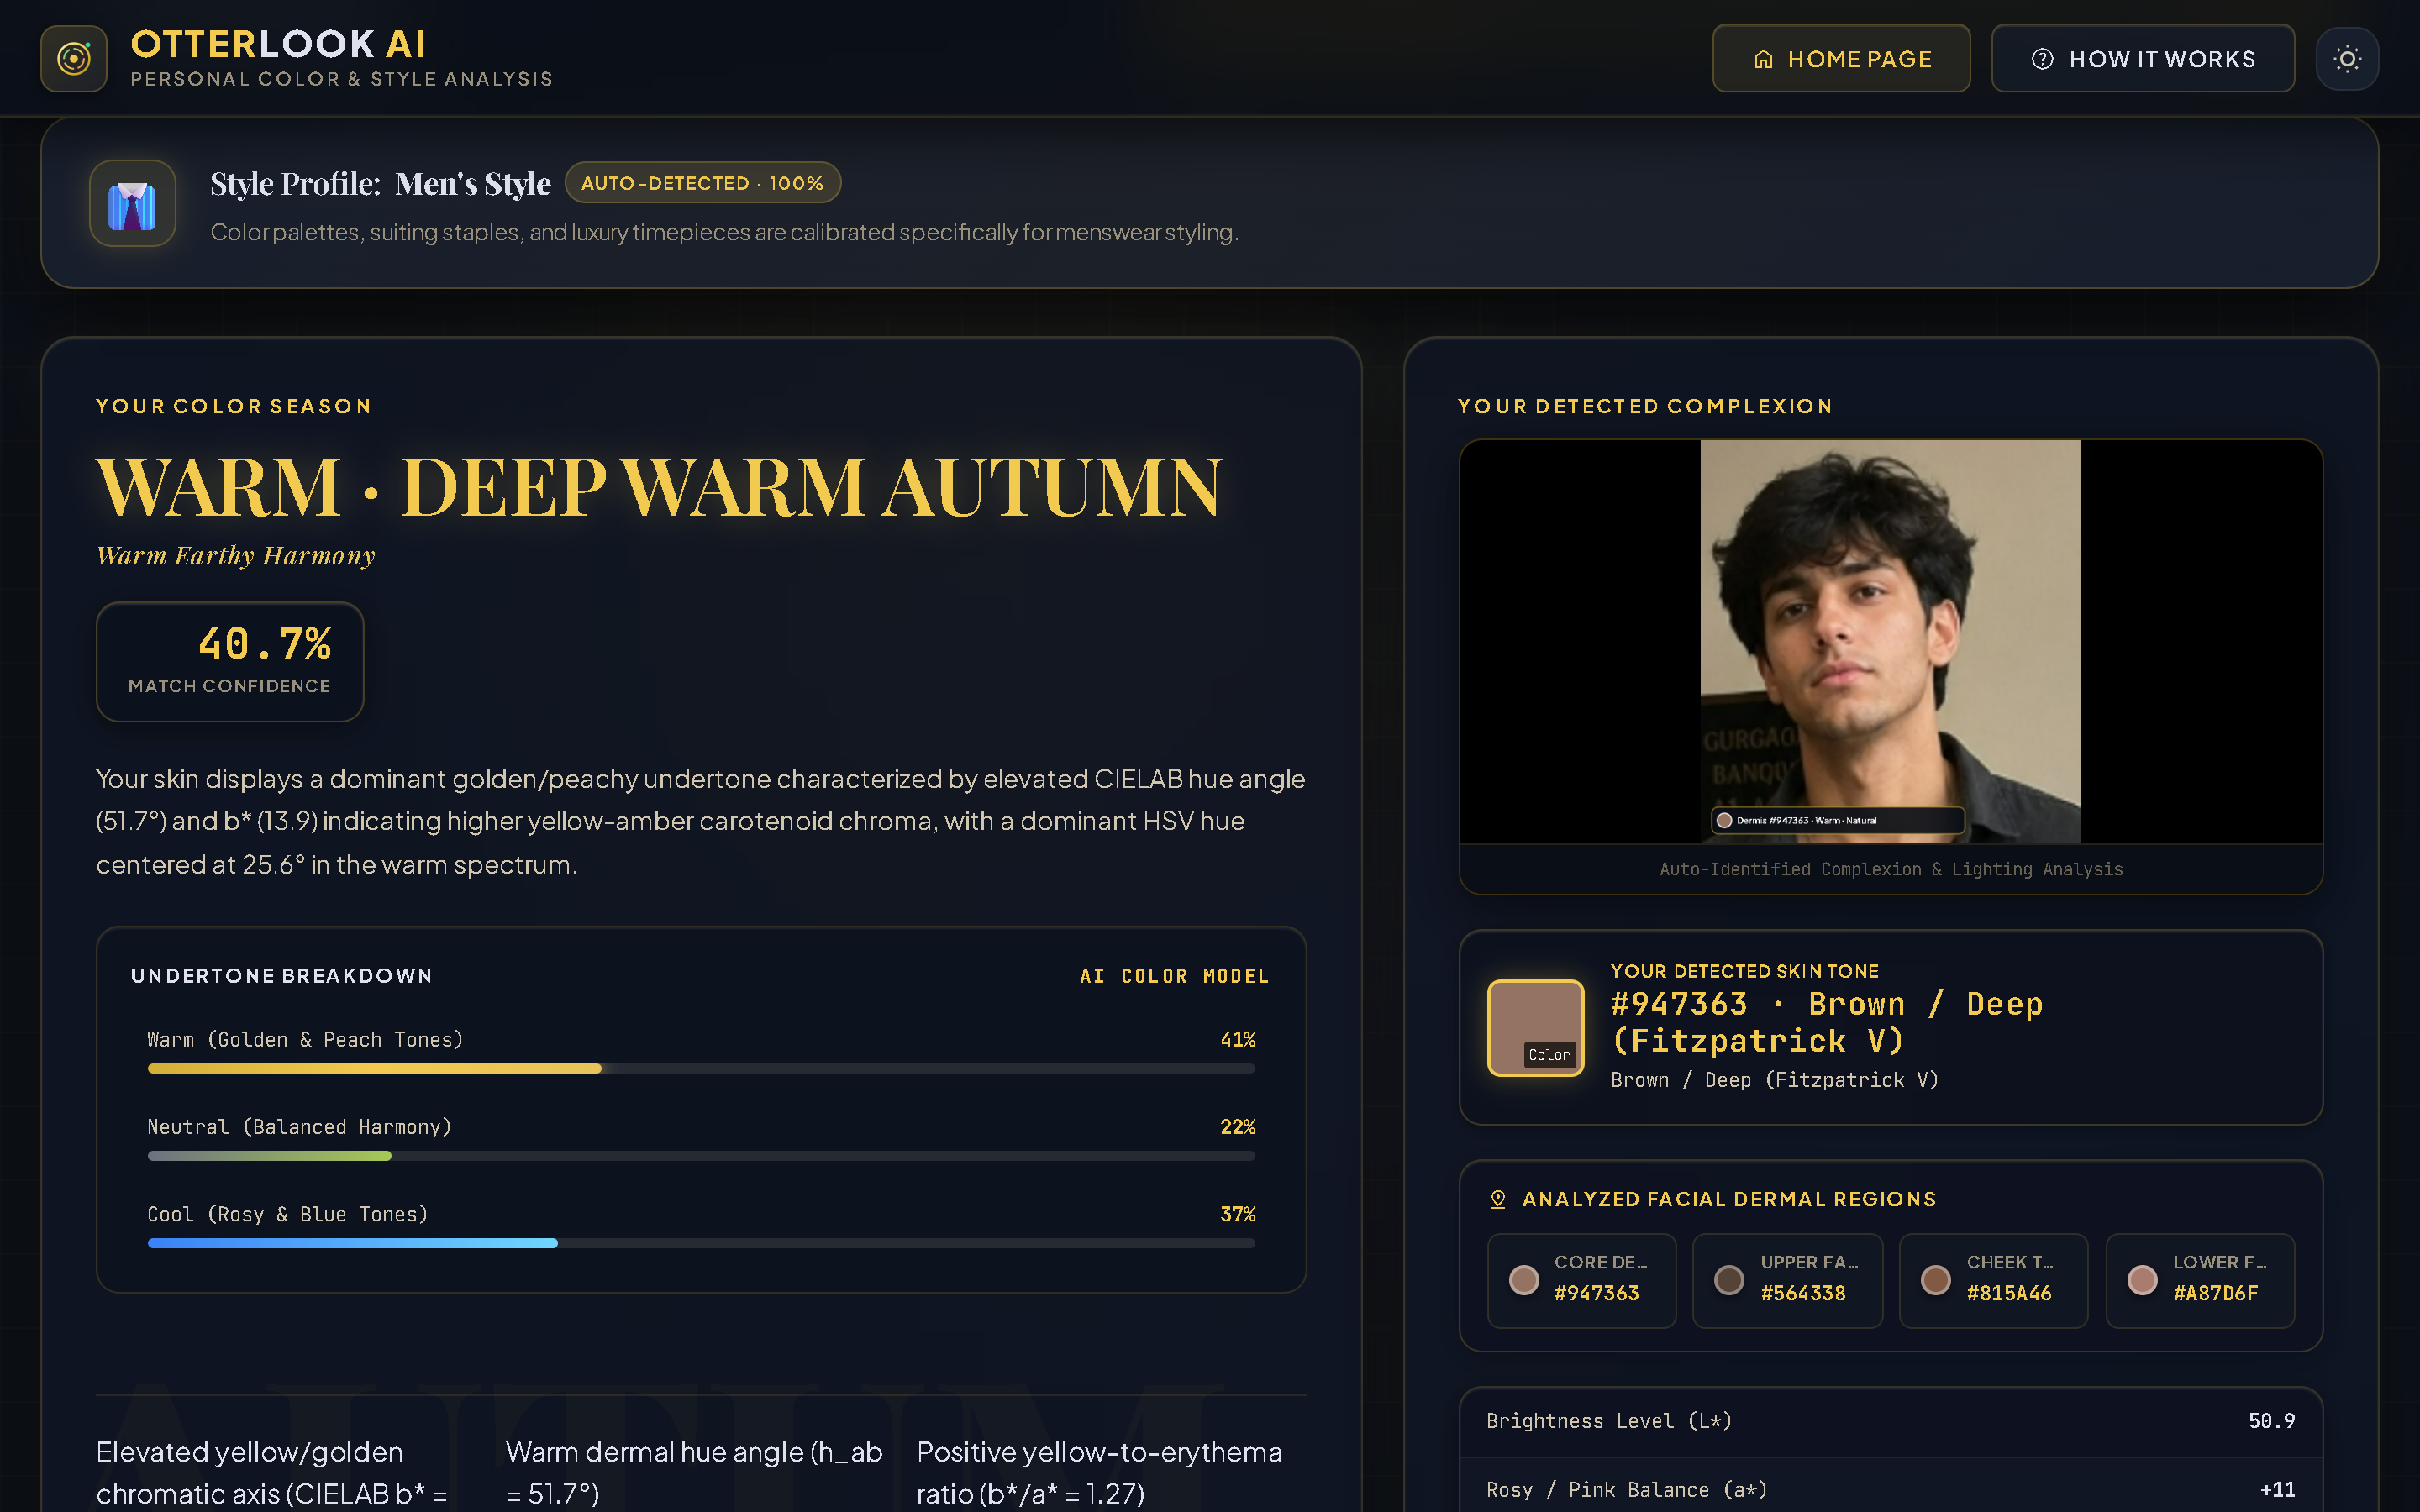 OTTERLOOK AI
PERSONAL COLOR & STYLE ANALYSIS
HOME PAGE
HOW IT WORKS
Style Profile: Men's Style
AUTO-DETECTED · 100%
Color palettes, suiting staples, and luxury timepieces are calibrated specifically for menswear styling.
YOUR COLOR SEASON
WARM · DEEP WARM AUTUMN
Warm Earthy Harmony
40.7%
MATCH CONFIDENCE
Your skin displays a dominant golden/peachy undertone characterized by elevated CIELAB hue angle
(51.7°) and b* (13.9) indicating higher yellow-amber carotenoid chroma, with a dominant HSV hue
centered at 25.6° in the warm spectrum.
UNDERTONE BREAKDOWN
AI COLOR MODEL
Warm (Golden & Peach Tones)
41%
Neutral (Balanced Harmony)
22%
Cool (Rosy & Blue Tones)
37%
Elevated yellow/golden
chromatic axis (CIELAB b* =
Warm dermal hue angle (h_ab
= 51.7°)
Positive yellow-to-erythema
ratio (b*/a* = 1.27)
YOUR DETECTED COMPLEXION
GURGAO
BANQU
Dermis #947363 · Warm · Natural
Auto-Identified Complexion & Lighting Analysis
YOUR DETECTED SKIN TONE
#947363 · Brown / Deep
(Fitzpatrick V)
Color
Brown / Deep (Fitzpatrick V)
ANALYZED FACIAL DERMAL REGIONS
CORE DE…
#947363
UPPER FA…
#564338
CHEEK T…
#815A46
LOWER F…
#A87D6F
Brightness Level (L*)
50.9
Rosy / Pink Balance (a*)
+11